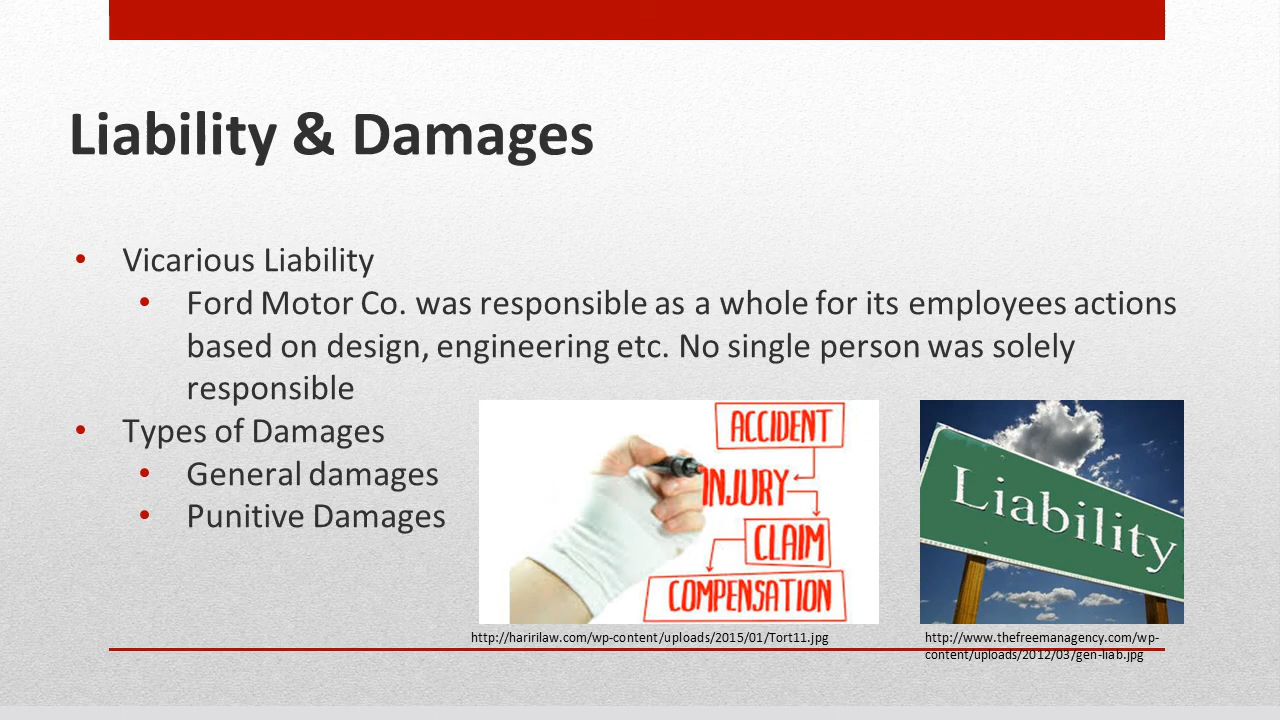 Liability & Damages
• Vicarious Liability
• Ford Motor Co. was responsible as a whole for its employees actions
based on design, engineering etc. No single person was solely
responsible
• Types of Damages
• General damages
• Punitive Damages
ACCIDENT
INJURY
CLAIM
COMPENSATION
http://haririlaw.com/wp-content/uploads/2015/01/Tort11.jpg
Liability
http://www.thefreemanagency.com/wp-
content/uploads/2012/03/gen-liab.jpg